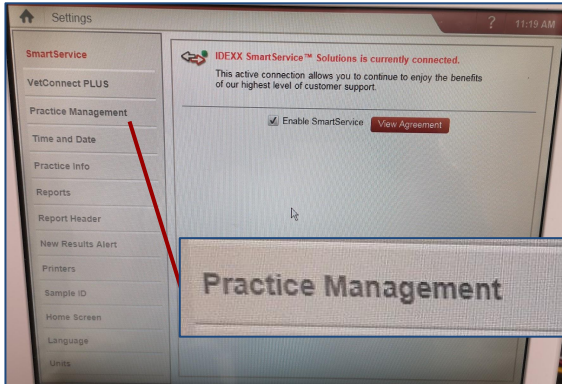 Settings
? 11:19 AM
SmartService
VetConnect PLUS
Practice Management
Time and Date
Practice Info
Reports
Report Header
New Results Alert
Printers
Sample ID
Home Screen
Language
Units
IDEXX SmartService™ Solutions is currently connected.
This active connection allows you to continue to enjoy the benefits
of our highest level of customer support.
Enable SmartService View Agreement
Practice Management